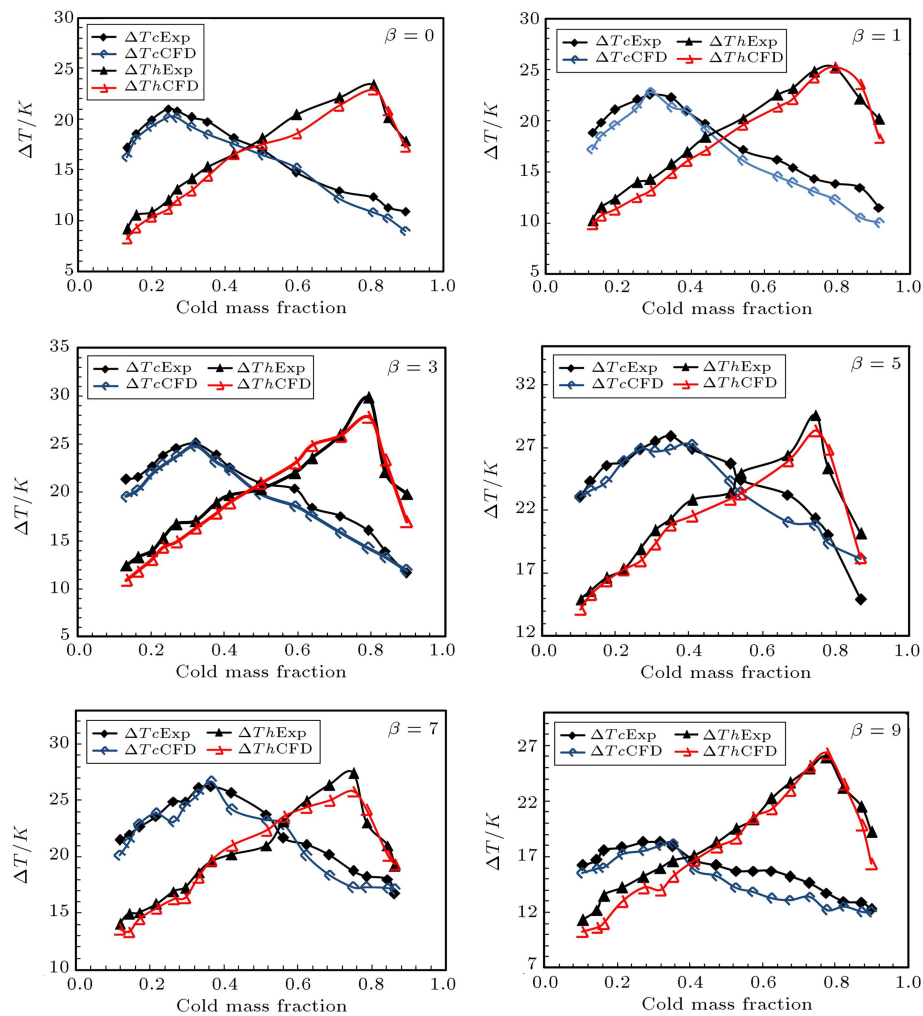 β = 0
ΔTcExp
ΔTcCFD
ΔThExp
ΔThCFD
30
25
20
15
10
5
ΔT/K
0.0 0.2 0.4 0.6 0.8 1.0
Cold mass fraction
β = 1
ΔTcExp ΔThExp
ΔTcCFD ΔThCFD
30
25
20
15
10
5
ΔT/K
0.0 0.2 0.4 0.6 0.8 1.0
Cold mass fraction
β = 3
ΔTcExp ΔThExp
ΔTcCFD ΔThCFD
35
30
25
20
15
10
5
ΔT/K
0.0 0.2 0.4 0.6 0.8 1.0
Cold mass fraction
β = 5
ΔTcExp ΔThExp
ΔTcCFD ΔThCFD
32
27
22
17
12
ΔT/K
0.0 0.2 0.4 0.6 0.8 1.0
Cold mass fraction
β = 7
ΔTcExp ΔThExp
ΔTcCFD ΔThCFD
30
25
20
15
10
ΔT/K
0.0 0.2 0.4 0.6 0.8 1.0
Cold mass fraction
β = 9
ΔTcExp ΔThExp
ΔTcCFD ΔThCFD
27
22
17
12
7
ΔT/K
0.0 0.2 0.4 0.6 0.8 1.0
Cold mass fraction